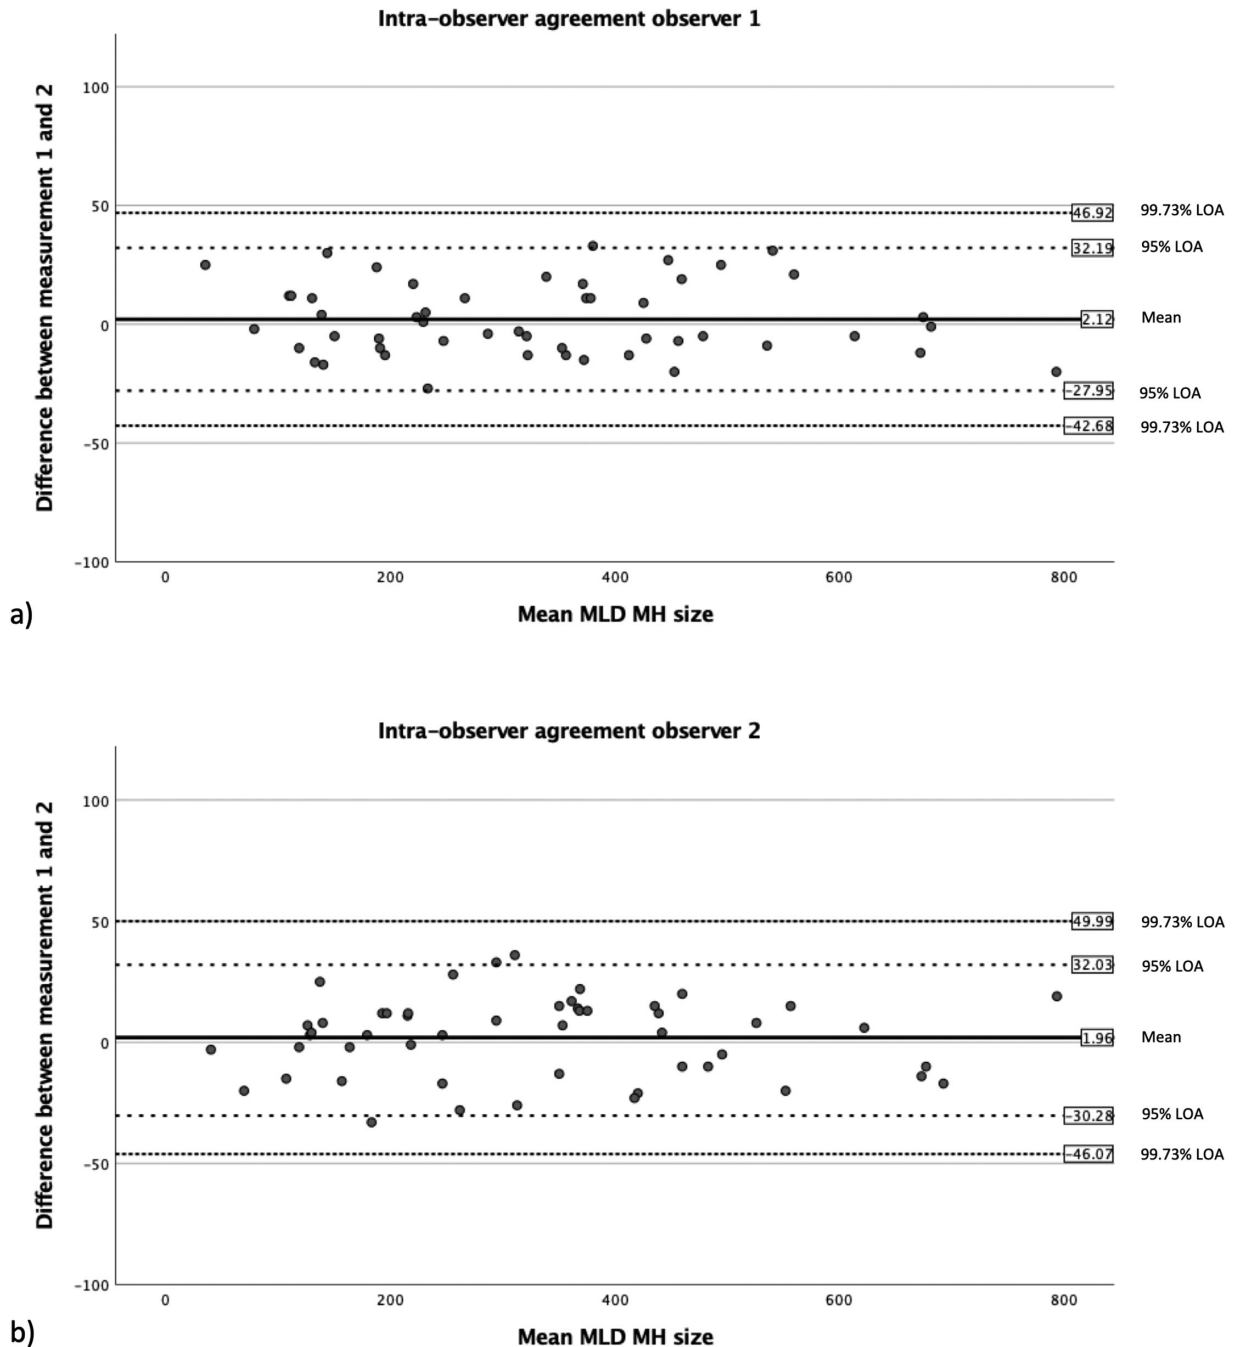 Intra-observer agreement observer 1
Difference between measurement 1 and 2
100
50
0
-50
-100
46.92 99.73% LOA
32.19 95% LOA
2.12 Mean
-27.95 95% LOA
-42.68 99.73% LOA
0 200 400 600 800
Mean MLD MH size
a)
Intra-observer agreement observer 2
Difference between measurement 1 and 2
100
50
0
-50
-100
49.99 99.73% LOA
32.03 95% LOA
1.96 Mean
-30.28 95% LOA
-46.07 99.73% LOA
0 200 400 600 800
Mean MLD MH size
b)